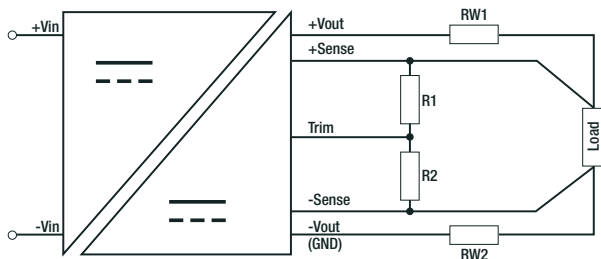 +Vin
+Vout
RW1
+Sense
R1
Trim
Load
R2
-Sense
-Vin
-Vout
(GND)
RW2